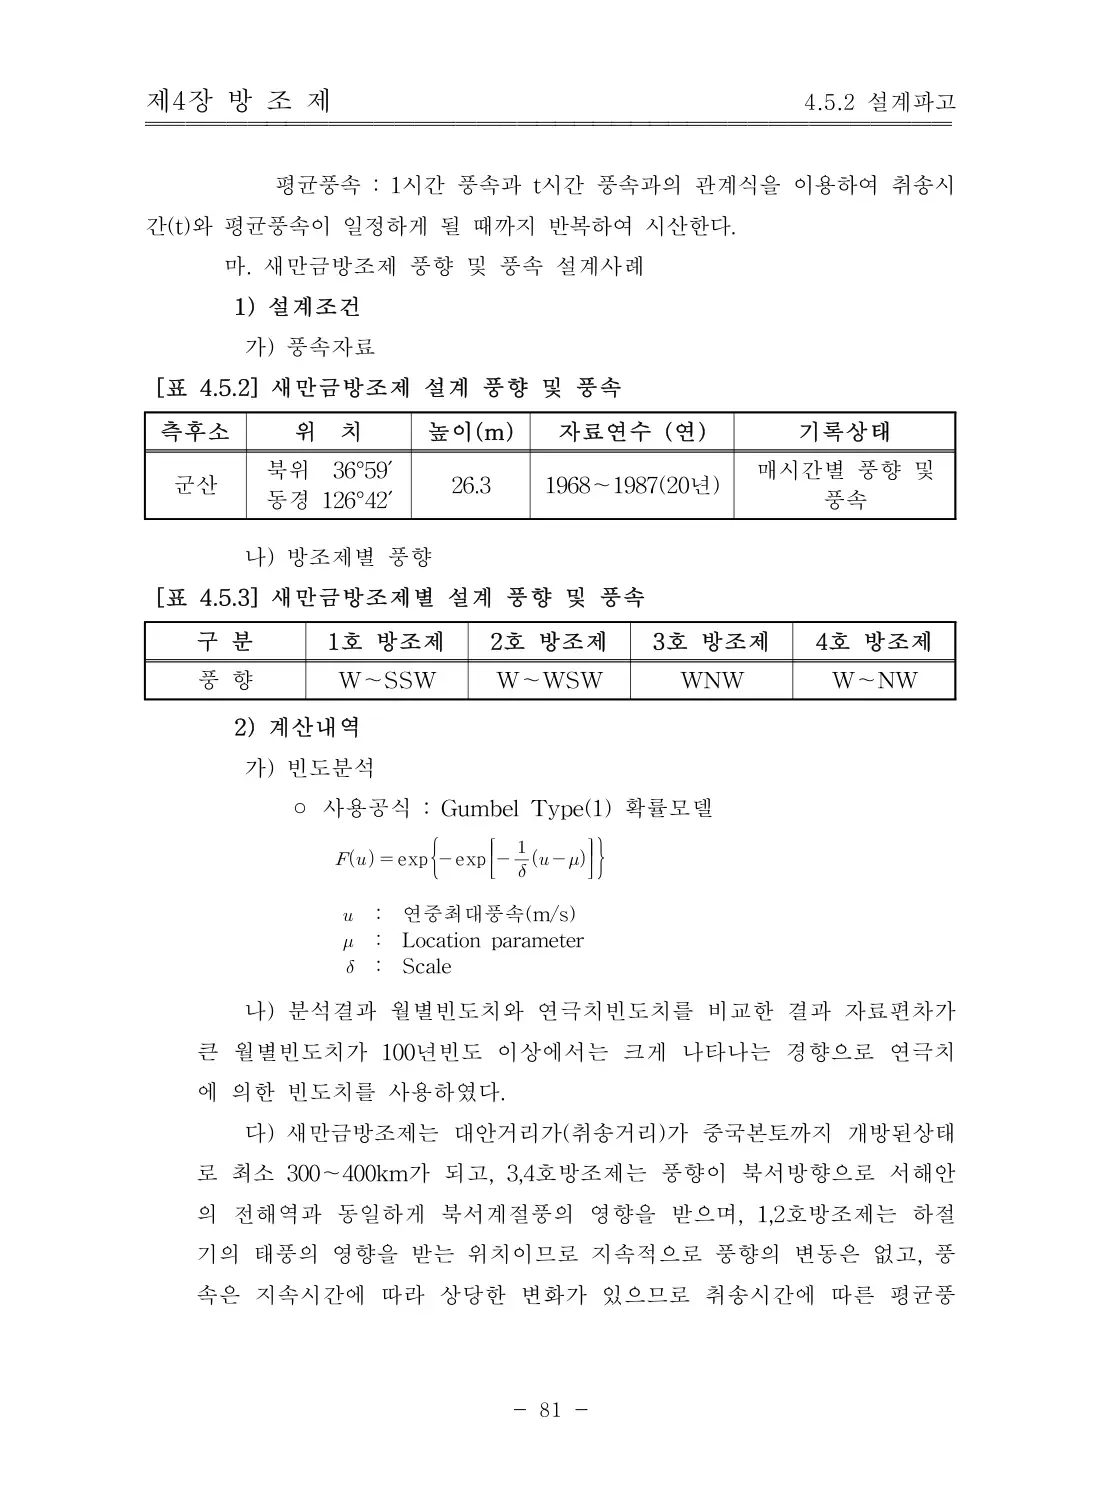 제4장 방 조 제 4.5.2 설계파고
평균풍속 : 1시간 풍속과 t시간 풍속과의 관계식을 이용하여 취송시
간(t)와 평균풍속이 일정하게 될 때까지 반복하여 시산한다.
마. 새만금방조제 풍향 및 풍속 설계사례
1) 설계조건
가) 풍속자료
[표 4.5.2] 새만금방조제 설계 풍향 및 풍속
측후소 위 치 높이(m) 자료연수 (연) 기록상태
군산 북위 36°59′ 동경 126°42′ 26.3 1968~1987(20년) 매시간별 풍향 및 풍속
나) 방조제별 풍향
[표 4.5.3] 새만금방조제별 설계 풍향 및 풍속
구 분 1호 방조제 2호 방조제 3호 방조제 4호 방조제
풍 향 W~SSW W~WSW WNW W~NW
2) 계산내역
가) 빈도분석
○ 사용공식 : Gumbel Type(1) 확률모델
F(u) = exp{-exp[-1/δ(u-μ)]}
u : 연중최대풍속(m/s)
μ : Location parameter
δ : Scale
나) 분석결과 월별빈도치와 연극치빈도치를 비교한 결과 자료편차가
큰 월별빈도치가 100년빈도 이상에서는 크게 나타나는 경향으로 연극치
에 의한 빈도치를 사용하였다.
다) 새만금방조제는 대안거리가(취송거리)가 중국본토까지 개방된상태
로 최소 300~400km가 되고, 3,4호방조제는 풍향이 북서방향으로 서해안
의 전해역과 동일하게 북서계절풍의 영향을 받으며, 1,2호방조제는 하절
기의 태풍의 영향을 받는 위치이므로 지속적으로 풍향의 변동은 없고, 풍
속은 지속시간에 따라 상당한 변화가 있으므로 취송시간에 따른 평균풍
- 81 -